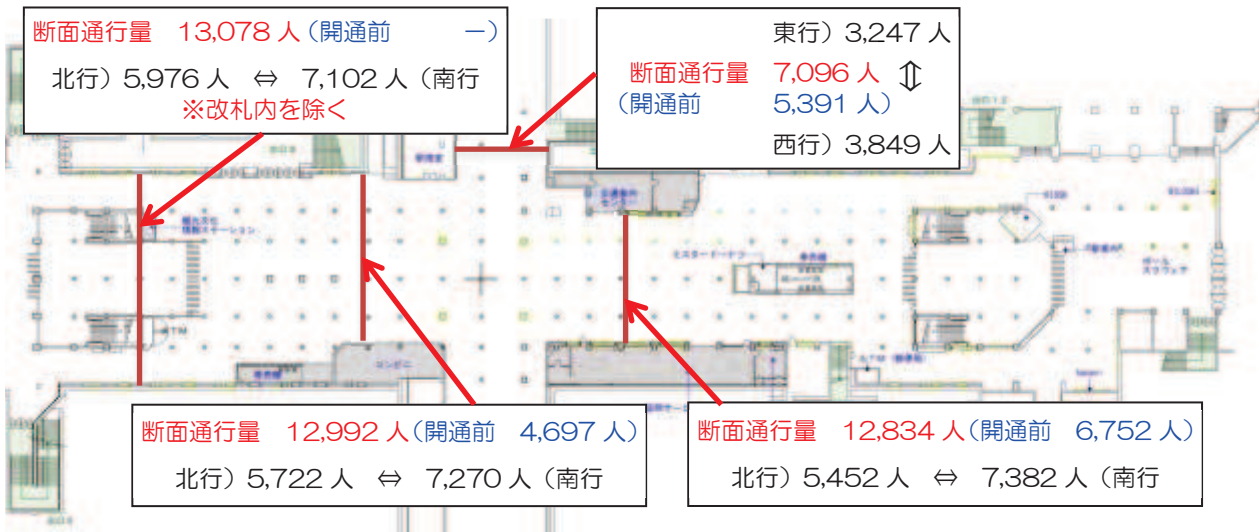 断面通行量　13,078 人(開通前　　－)
北行) 5,976 人　⇔　7,102 人 (南行
※改札内を除く
東行) 3,247 人
断面通行量　7,096 人 ⇕
(開通前　　5,391 人)
西行) 3,849 人
コンビニ
断面通行量　12,992 人(開通前　4,697 人)
北行) 5,722 人　⇔　7,270 人 (南行
断面通行量　12,834 人(開通前　6,752 人)
北行) 5,452 人　⇔　7,382 人 (南行